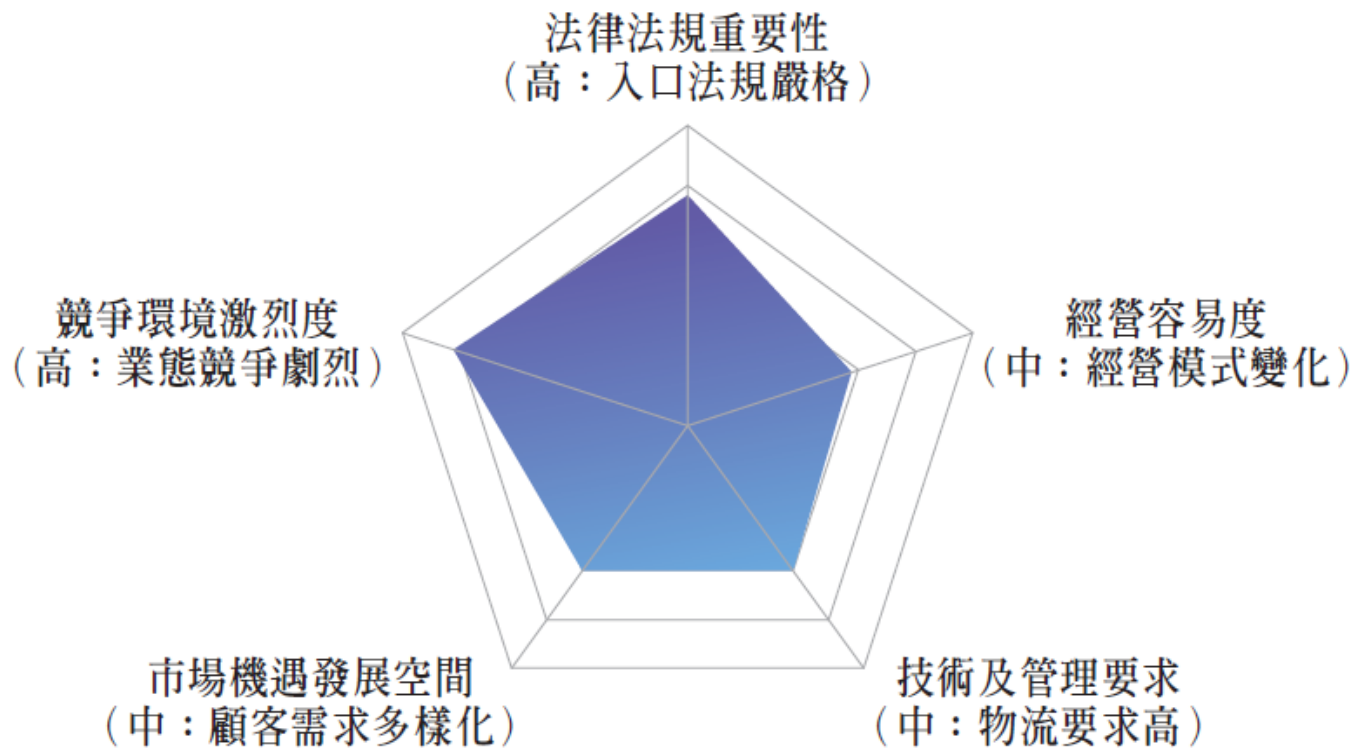 法律法規重要性
（高：入口法規嚴格）
競爭環境激烈度
（高：業態競爭劇烈）
經營容易度
（中：經營模式變化）
市場機遇發展空間
（中：顧客需求多樣化）
技術及管理要求
（中：物流要求高）